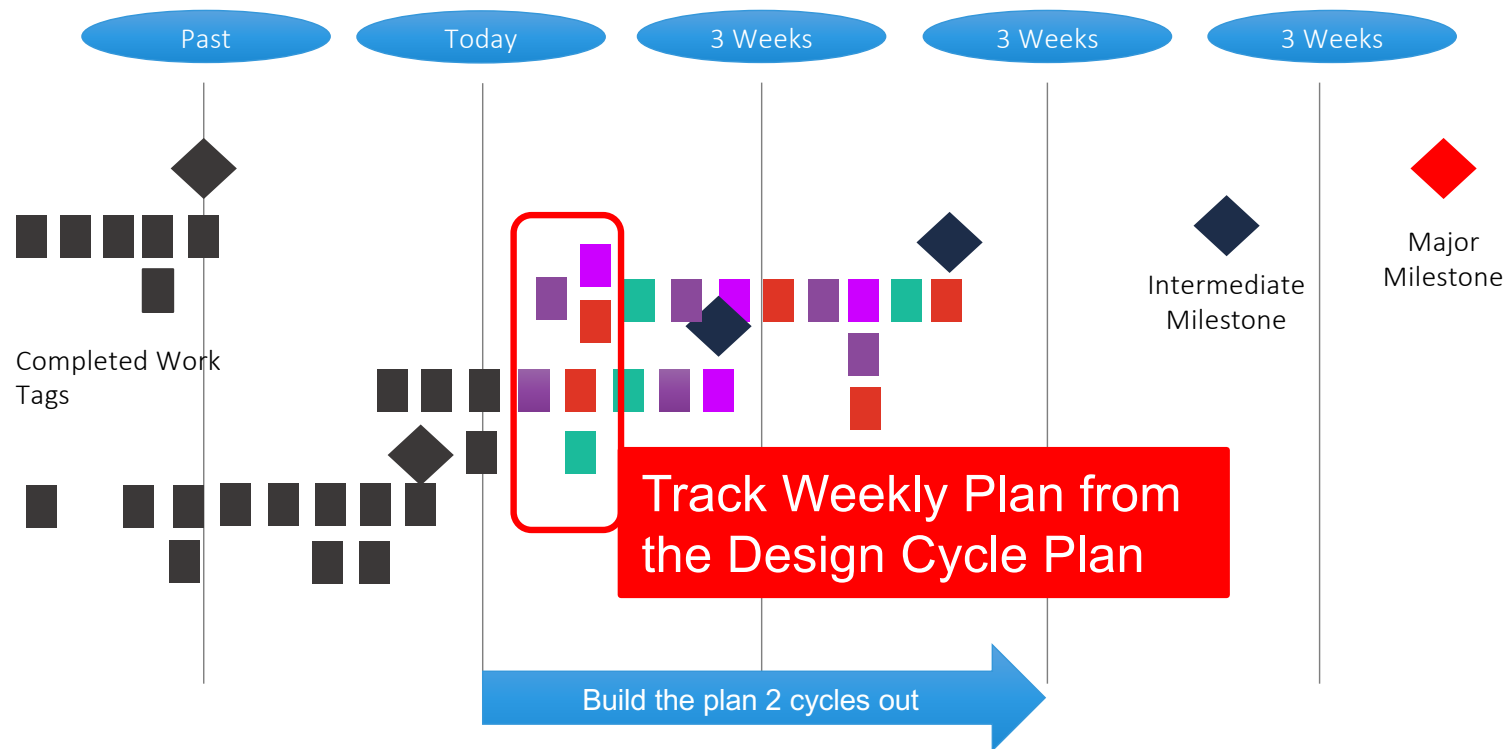 Past
Today
3 Weeks
3 Weeks
3 Weeks
Major
Milestone
Intermediate
Milestone
Completed Work
Tags
Track Weekly Plan from
the Design Cycle Plan
Build the plan 2 cycles out